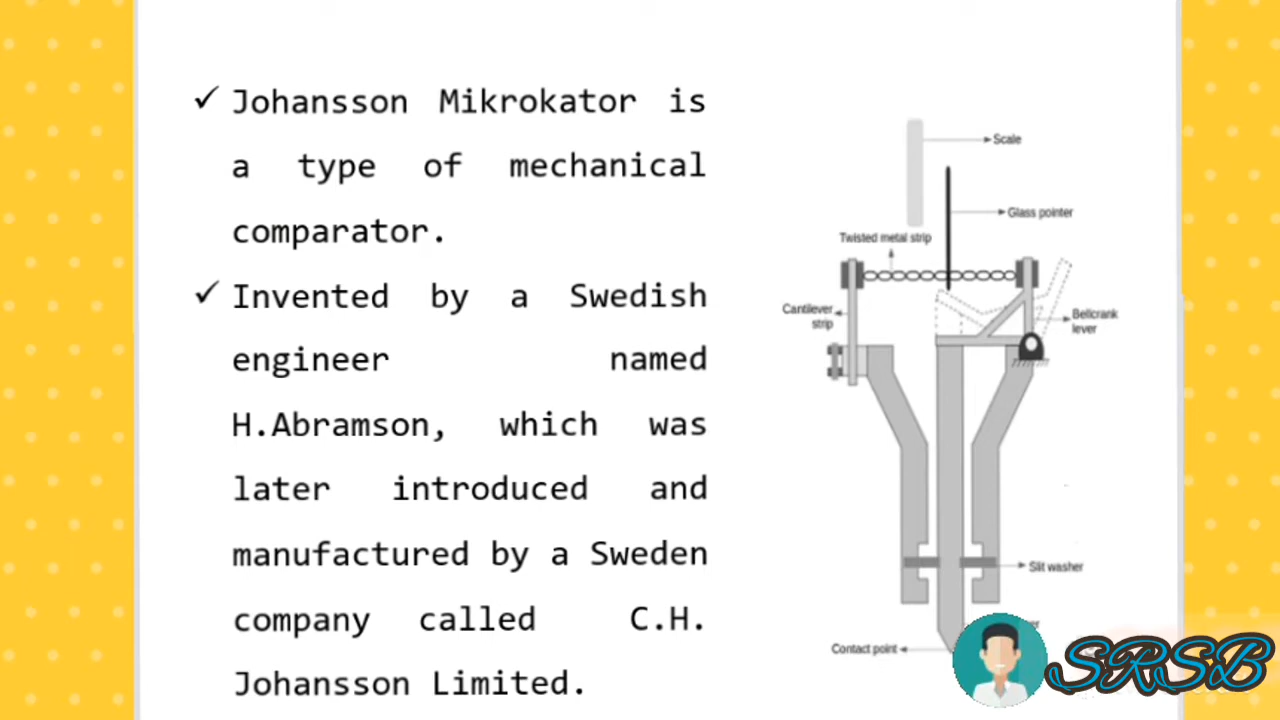 ✓ Johansson Mikrokator is
a type of mechanical
comparator.
✓ Invented by a Swedish
engineer named
H.Abramson, which was
later introduced and
manufactured by a Sweden
company called C.H.
Johansson Limited.
Scale
Glass pointer
Twisted metal strip
Cantilever
strip
Bellcrank
lever
Slit washer
Contact point
SRSB